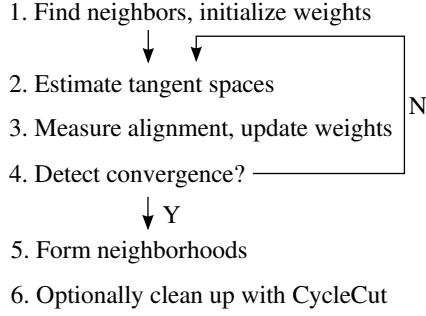 1. Find neighbors, initialize weights
2. Estimate tangent spaces
N
3. Measure alignment, update weights
4. Detect convergence?
Y
5. Form neighborhoods
6. Optionally clean up with CycleCut